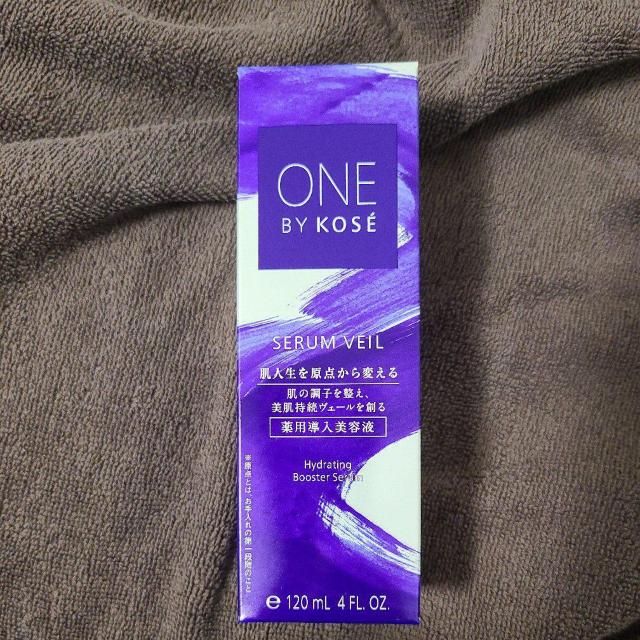 ONE
BY KOSÉ
SERUM VEIL
肌人生を原点から変える
肌の調子を整え、
美肌持続ヴェールを創る
薬用導入美容液
Hydrating
Booster Serum
※原点とは、お手入れの第一段階のこと
e 120 mL 4 FL. OZ.